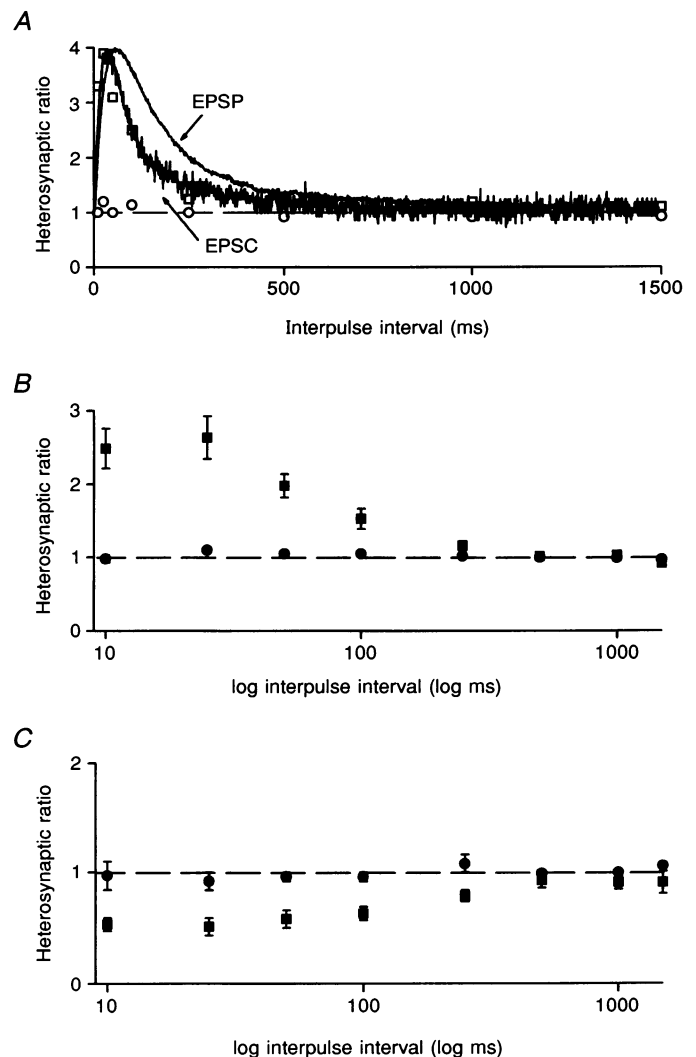 A
Heterosynaptic ratio
4
3
2
1
0
EPSP
EPSC
0
500
1000
1500
Interpulse interval (ms)
B
Heterosynaptic ratio
3
2
1
0
10
100
1000
log interpulse interval (log ms)
C
Heterosynaptic ratio
2
1
0
10
100
1000
log interpulse interval (log ms)